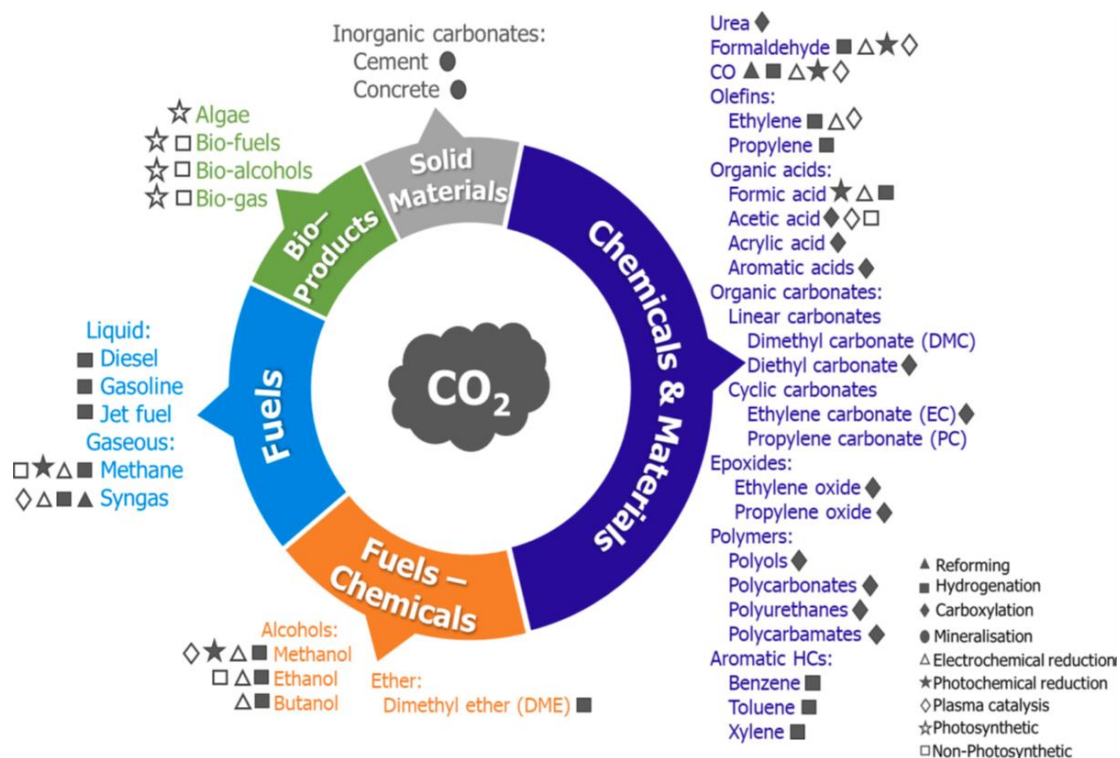 Inorganic carbonates:
Cement
Concrete
Algae
Bio-fuels
Bio-alcohols
Bio-gas
Solid
Materials
Bio–
Products
Liquid:
Diesel
Gasoline
Jet fuel
Gaseous:
Methane
Syngas
Fuels
CO2
Fuels –
Chemicals
Alcohols:
Methanol
Ethanol
Butanol
Ether:
Dimethyl ether (DME)
Chemicals & Materials
Urea
Formaldehyde
CO
Olefins:
Ethylene
Propylene
Organic acids:
Formic acid
Acetic acid
Acrylic acid
Aromatic acids
Organic carbonates:
Linear carbonates
Dimethyl carbonate (DMC)
Diethyl carbonate
Cyclic carbonates
Ethylene carbonate (EC)
Propylene carbonate (PC)
Epoxides:
Ethylene oxide
Propylene oxide
Polymers:
Polyols
Polycarbonates
Polyurethanes
Polycarbamates
Aromatic HCs:
Benzene
Toluene
Xylene
Reforming
Hydrogenation
Carboxylation
Mineralisation
Electrochemical reduction
Photochemical reduction
Plasma catalysis
Photosynthetic
Non-Photosynthetic